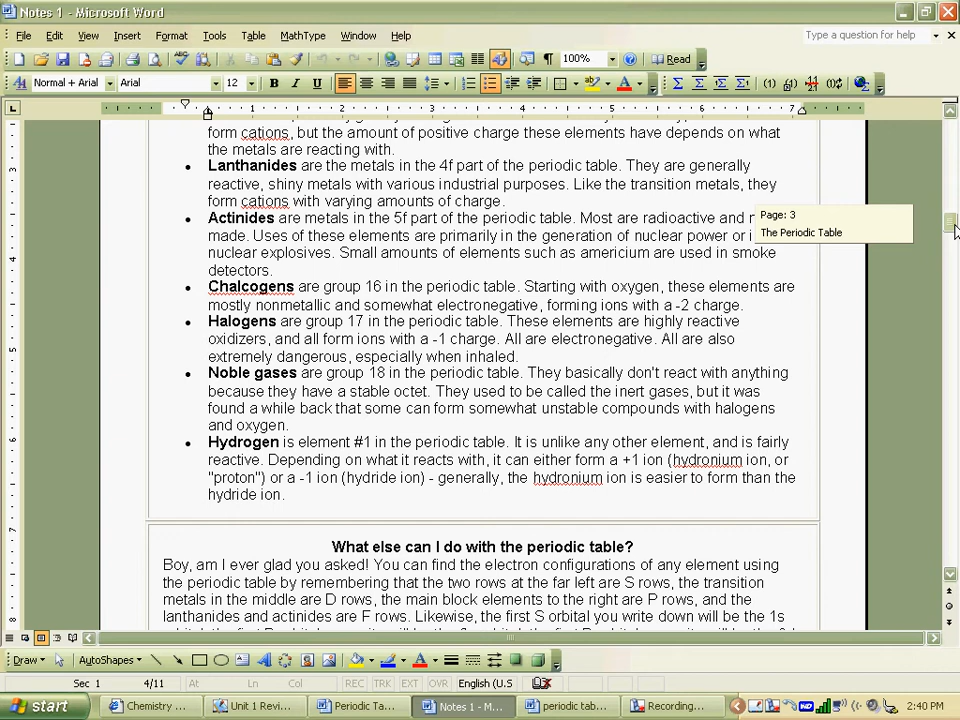 Notes 1 - Microsoft Word
File Edit View Insert Format Tools Table MathType Window Help Type a question for help
100% Read
Normal + Arial Arial 12 B I U
1 2 3 4 5 6 7
form cations, but the amount of positive charge these elements have depends on what
the metals are reacting with.
Lanthanides are the metals in the 4f part of the periodic table. They are generally
reactive, shiny metals with various industrial purposes. Like the transition metals, they
form cations with varying amounts of charge.
Actinides are metals in the 5f part of the periodic table. Most are radioactive and
made. Uses of these elements are primarily in the generation of nuclear power or
nuclear explosives. Small amounts of elements such as americium are used in smoke
detectors.
Page: 3
The Periodic Table
Chalcogens are group 16 in the periodic table. Starting with oxygen, these elements are
mostly nonmetallic and somewhat electronegative, forming ions with a -2 charge.
Halogens are group 17 in the periodic table. These elements are highly reactive
oxidizers, and all form ions with a -1 charge. All are electronegative. All are also
extremely dangerous, especially when inhaled.
Noble gases are group 18 in the periodic table. They basically don't react with anything
because they have a stable octet. They used to be called the inert gases, but it was
found a while back that some can form somewhat unstable compounds with halogens
and oxygen.
Hydrogen is element #1 in the periodic table. It is unlike any other element, and is fairly
reactive. Depending on what it reacts with, it can either form a +1 ion (hydronium ion, or
"proton") or a -1 ion (hydride ion) - generally, the hydronium ion is easier to form than the
hydride ion.
What else can I do with the periodic table?
Boy, am I ever glad you asked! You can find the electron configurations of any element using
the periodic table by remembering that the two rows at the far left are S rows, the transition
metals in the middle are D rows, the main block elements to the right are P rows, and the
lanthanides and actinides are F rows. Likewise, the first S orbital you write down will be the 1s
Draw AutoShapes
Sec 1 4/11 At Ln Col REC TRK EXT OVR English (U.S
start Chemistry ... Unit 1 Revi... Periodic Ta... Notes 1 - M... periodic tab... Recording... 2:40 PM